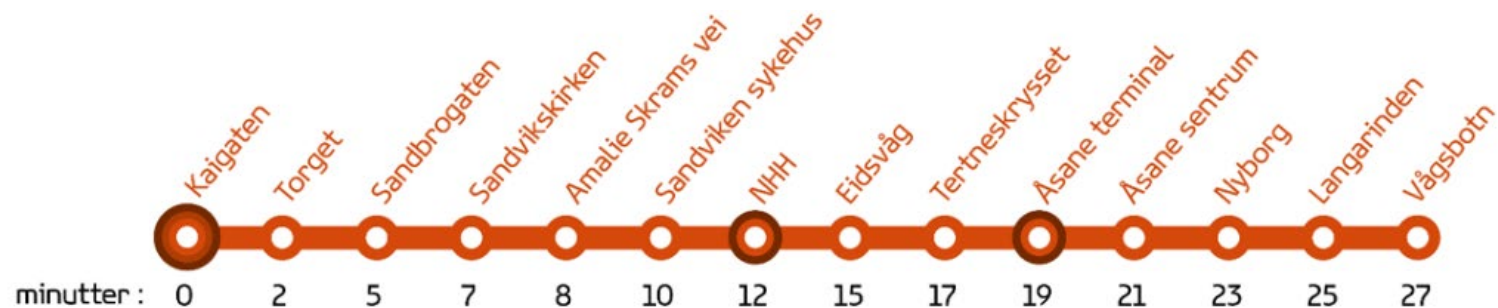 Kaigaten
Torget
Sandbrogaten
Sandvikskirken
Amalie Skrams vei
Sandviken sykehus
NHH
Eidsvåg
Tertneskrysset
Åsane terminal
Åsane sentrum
Nyborg
Langarinden
Vågsbotn
minutter : 0 2 5 7 8 10 12 15 17 19 21 23 25 27